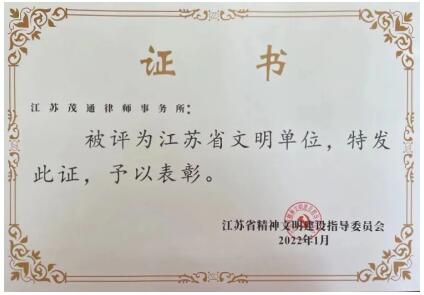 证书
江苏茂通律师事务所：
被评为江苏省文明单位，特发
此证，予以表彰。
江苏省精神文明建设指导委员会
2022年1月